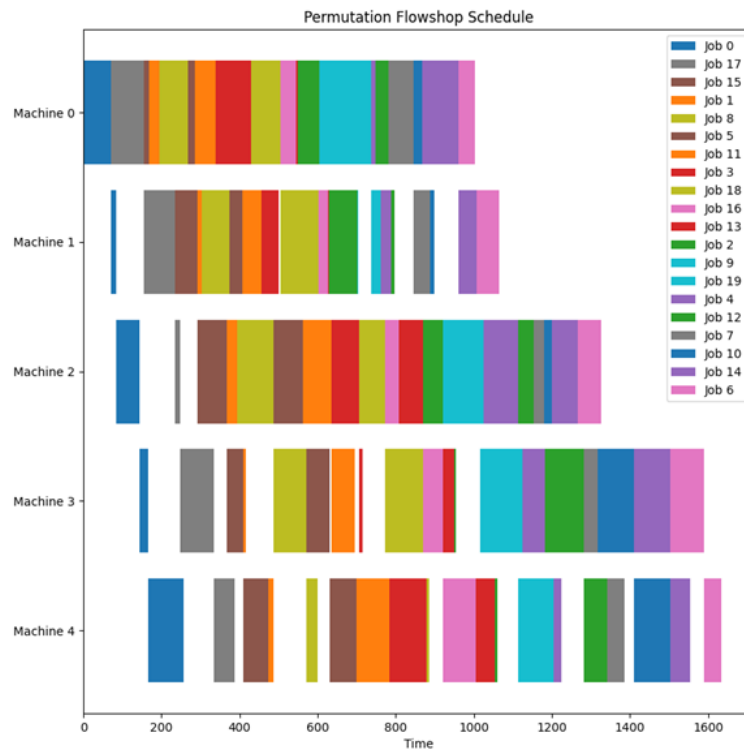 Permutation Flowshop Schedule
Machine 0
Machine 1
Machine 2
Machine 3
Machine 4
0 200 400 600 800 1000 1200 1400 1600
Time
Job 0
Job 17
Job 15
Job 1
Job 8
Job 5
Job 11
Job 3
Job 18
Job 16
Job 13
Job 2
Job 9
Job 19
Job 4
Job 12
Job 7
Job 10
Job 14
Job 6